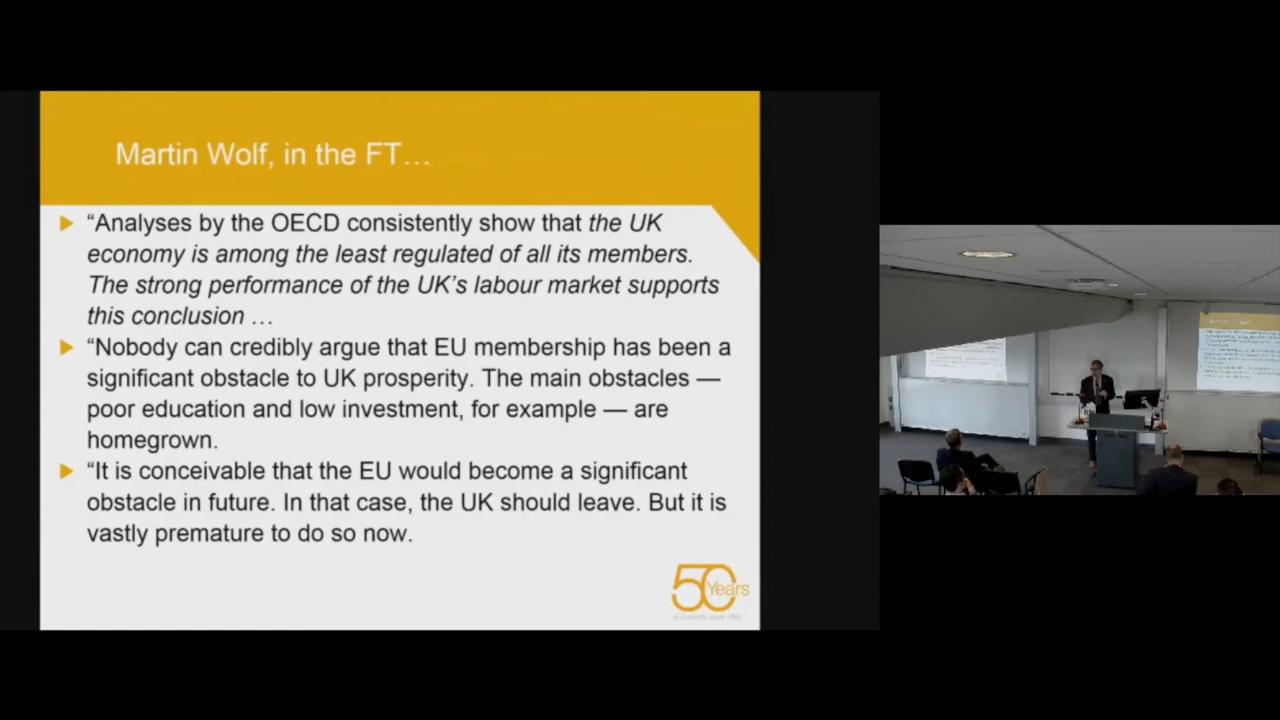 Martin Wolf, in the FT…
“Analyses by the OECD consistently show that the UK
economy is among the least regulated of all its members.
The strong performance of the UK’s labour market supports
this conclusion …
“Nobody can credibly argue that EU membership has been a
significant obstacle to UK prosperity. The main obstacles —
poor education and low investment, for example — are
homegrown.
“It is conceivable that the EU would become a significant
obstacle in future. In that case, the UK should leave. But it is
vastly premature to do so now.
50
Years